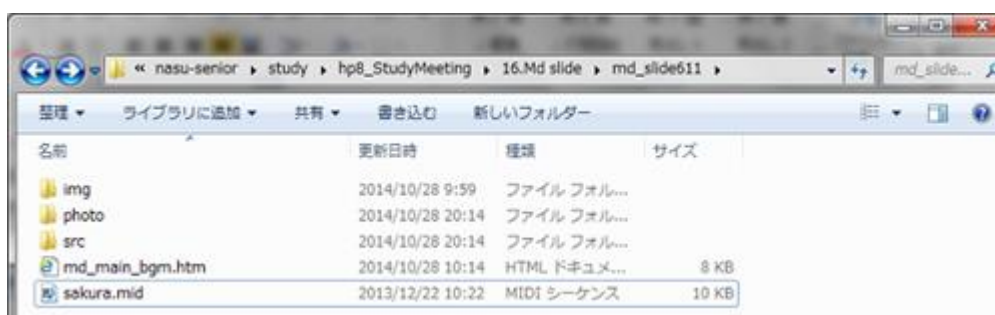 « nasu-senior ▸ study ▸ hp8_StudyMeeting ▸ 16.Md slide ▸ md_slide611 ▸ md_slide...
整理 ライブラリに追加 共有 書き込む 新しいフォルダー
名前 更新日時 種類 サイズ
img 2014/10/28 9:59 ファイル フォル...
photo 2014/10/28 20:14 ファイル フォル...
src 2014/10/28 20:14 ファイル フォル...
md_main_bgm.htm 2014/10/28 10:14 HTML ドキュメ... 8 KB
sakura.mid 2013/12/22 10:22 MIDI シーケンス 10 KB